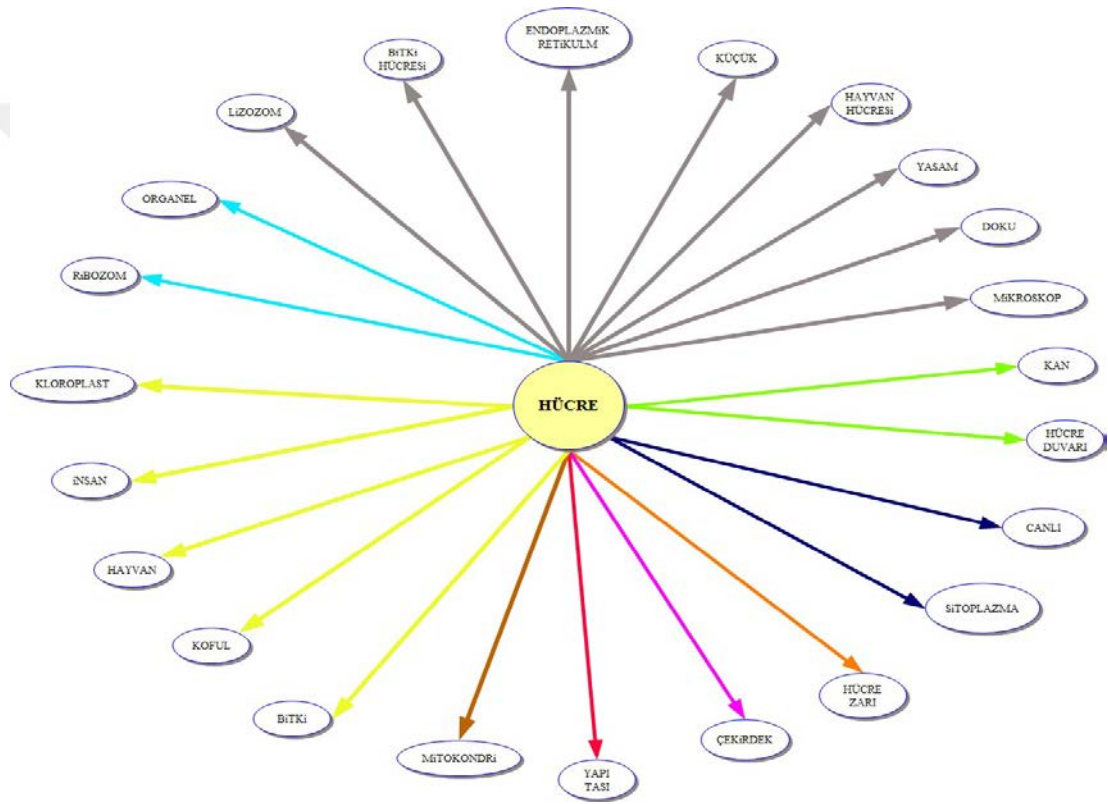 ENDOPLAZMiK
RETiKULM
BiTKi
HÜCRESi
KÜÇÜK
LiZOZOM
HAYVAN
HÜCRESi
YASAM
ORGANEL
DOKU
RiBOZOM
MiKROSKOP
KAN
KLOROPLAST
HÜCRE
HÜCRE
DUVARI
iNSAN
CANLI
HAYVAN
SiTOPLAZMA
KOFUL
HÜCRE
ZARI
BiTKi
ÇEKiRDEK
MiTOKONDRi
YAPI
TASI